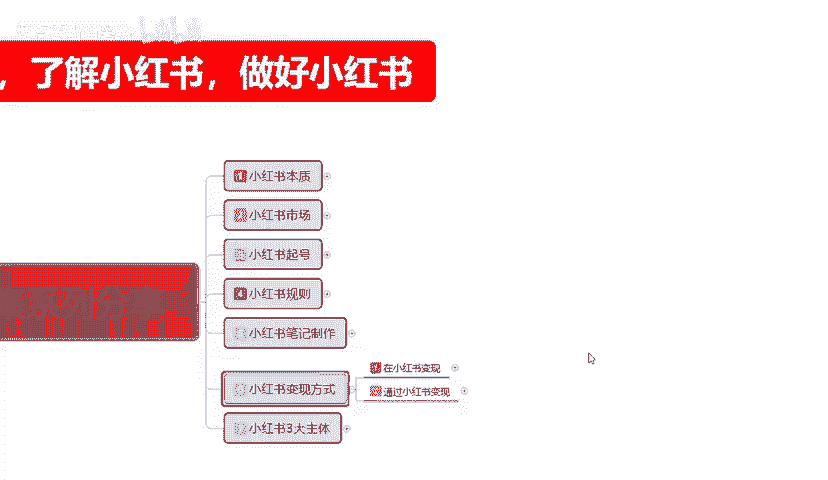 ，了解小红书，做好小红书
小红书本质
小红书市场
小红书起号
4 小红书规则
小红书笔记制作
小红书变现方式
在小红书变现
通过小红书变现
小红书3大主体